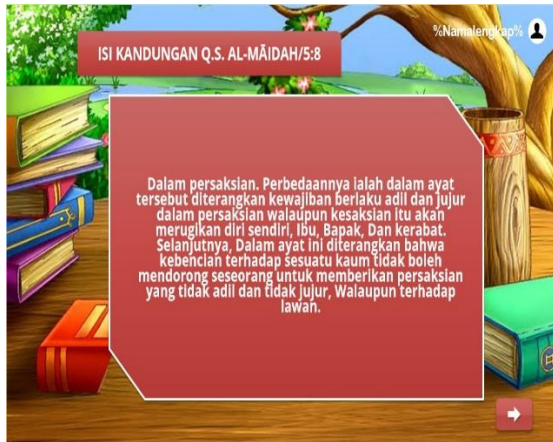 %Namalengkap%
ISI KANDUNGAN Q.S. AL-MĀIDAH/5:8
Dalam persaksian. Perbedaannya ialah dalam ayat
tersebut diterangkan kewajiban berlaku adil dan jujur
dalam persaksian walaupun kesaksian itu akan
merugikan diri sendiri, Ibu, Bapak, Dan kerabat.
Selanjutnya, Dalam ayat ini diterangkan bahwa
kebencian terhadap sesuatu kaum tidak boleh
mendorong seseorang untuk memberikan persaksian
yang tidak adil dan tidak jujur, Walaupun terhadap
lawan.